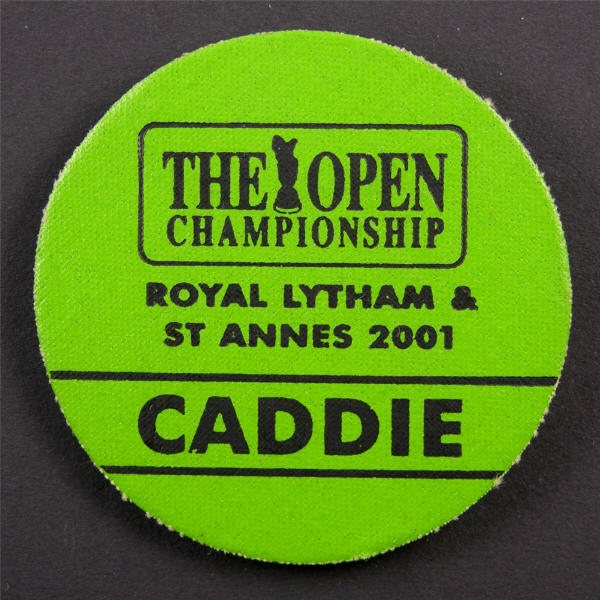 THE OPEN
CHAMPIONSHIP
ROYAL LYTHAM &
ST ANNES 2001
CADDIE